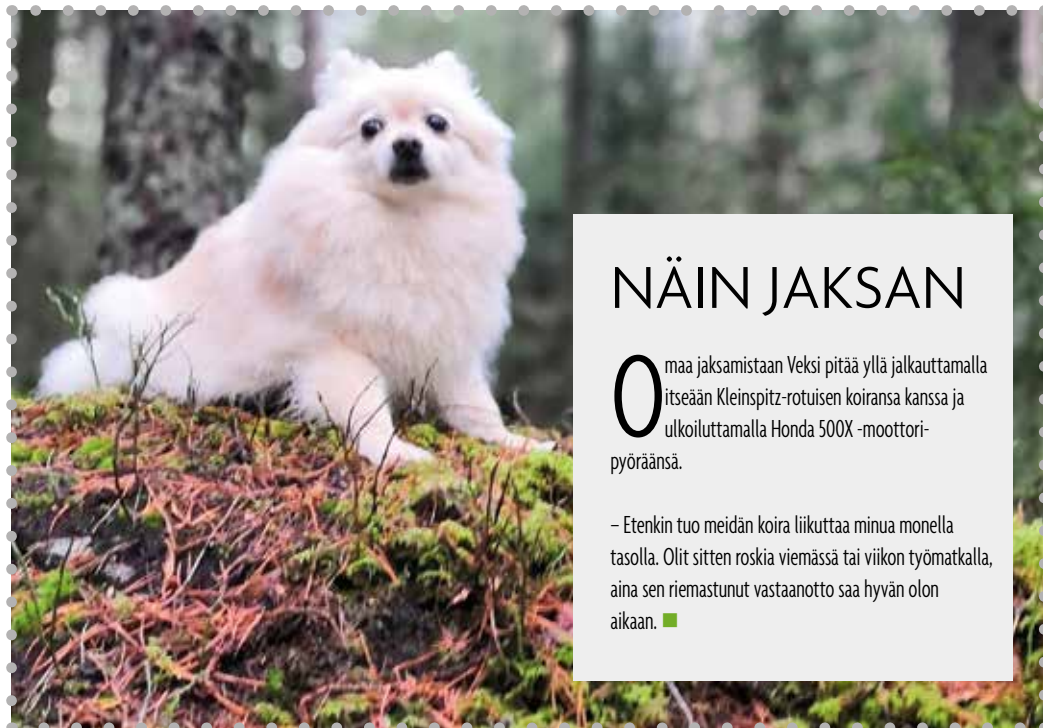 NÄIN JAKSAN
Omaa jaksamistaan Veksi pitää yllä jalkauttamalla
itseään Kleinspitz-rotuisen koiransa kanssa ja
ulkoiluttamalla Honda 500X -moottori-
pyöräänsä.
– Etenkin tuo meidän koira liikuttaa minua monella
tasolla. Olit sitten roskia viemässä tai viikon työmatkalla,
aina sen riemastunut vastaanotto saa hyvän olon
aikaan.